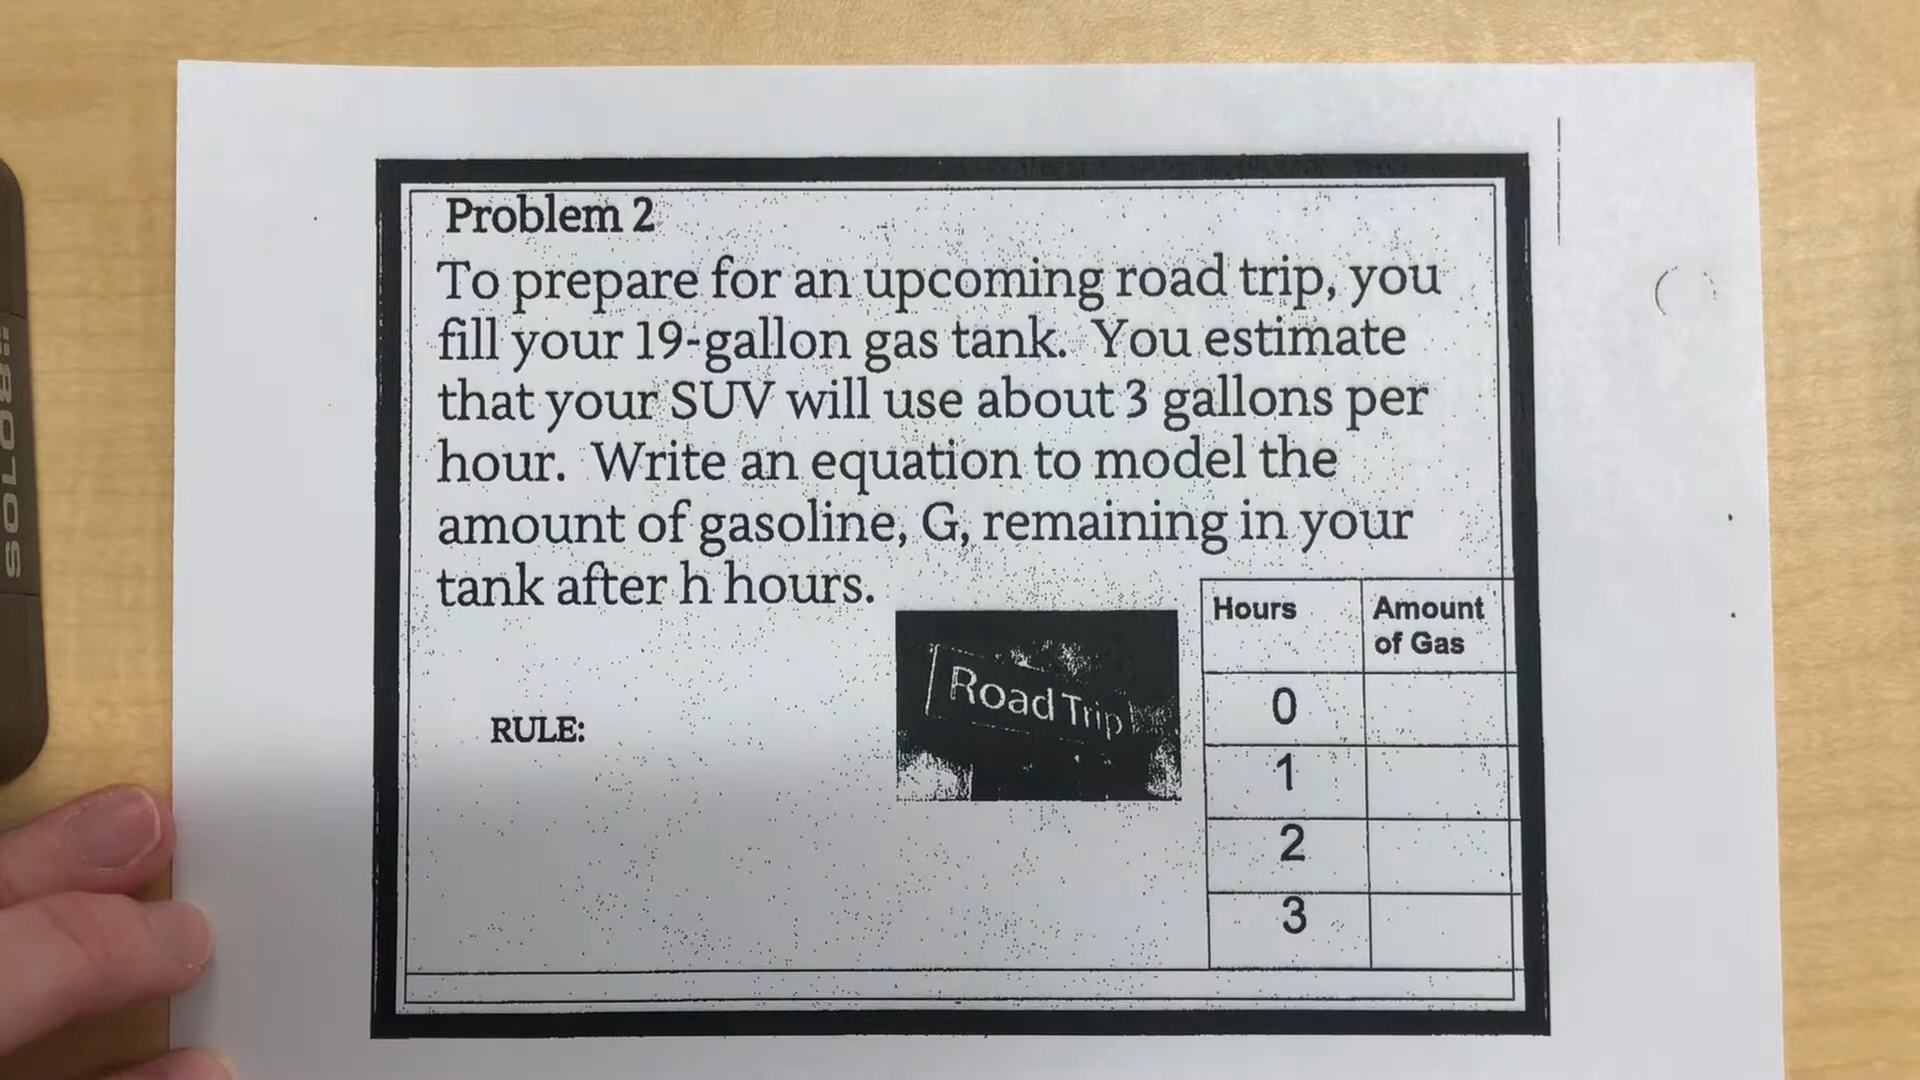 Problem 2
To prepare for an upcoming road trip, you
fill your 19-gallon gas tank. You estimate
that your SUV will use about 3 gallons per
hour. Write an equation to model the
amount of gasoline, G, remaining in your
tank after h hours.
RULE:
Road Trip
Hours Amount
of Gas
0
1
2
3
SOLO8